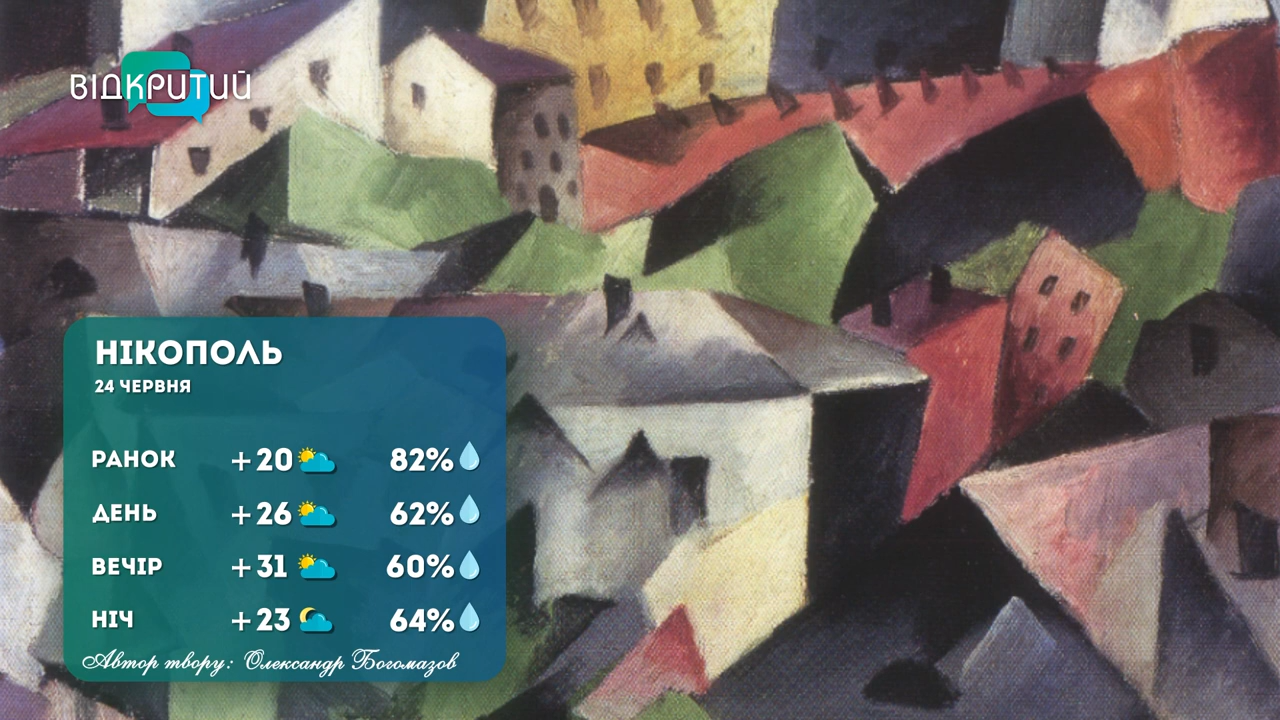 ВІДКРИТИЙ
НІКОПОЛЬ
24 ЧЕРВНЯ
РАНОК +20 82%
ДЕНЬ +26 62%
ВЕЧІР +31 60%
НІЧ +23 64%
Автор твору: Олександр Богомазов